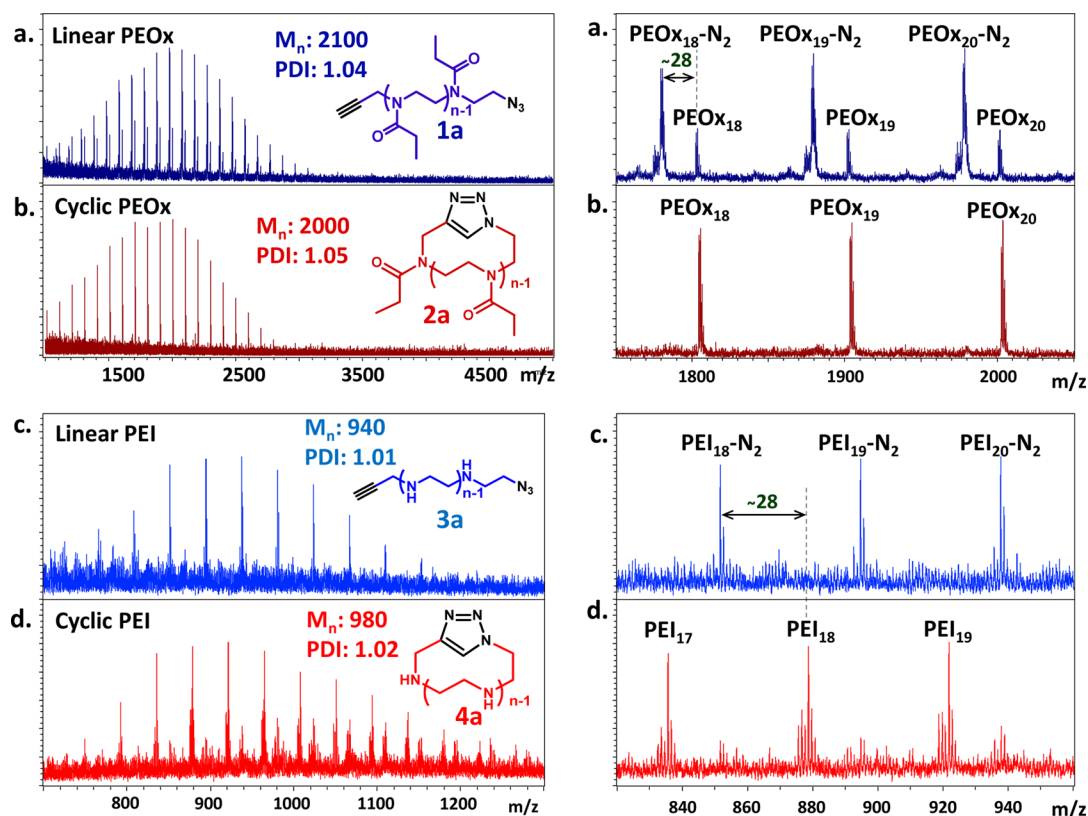 a.
Linear PEOx
Mn: 2100
PDI: 1.04
O
N
n-1
N
N3
O
1a
b.
Cyclic PEOx
Mn: 2000
PDI: 1.05
N N
N
O
N
N
n-1
O
2a
1500 2500 3500 4500 m/z
a.
PEOx18-N2 PEOx19-N2 PEOx20-N2
~28
PEOx18 PEOx19 PEOx20
b.
PEOx18 PEOx19 PEOx20
1800 1900 2000
m/z
c.
Linear PEI
Mn: 940
PDI: 1.01
H
N
N
H
n-1
N3
3a
d.
Cyclic PEI
Mn: 980
PDI: 1.02
N N
N
HN
N
H
n-1
4a
800 900 1000 1100 1200 m/z
c.
PEI18-N2 PEI19-N2 PEI20-N2
~28
d.
PEI17 PEI18 PEI19
840 860 880 900 920 940 m/z